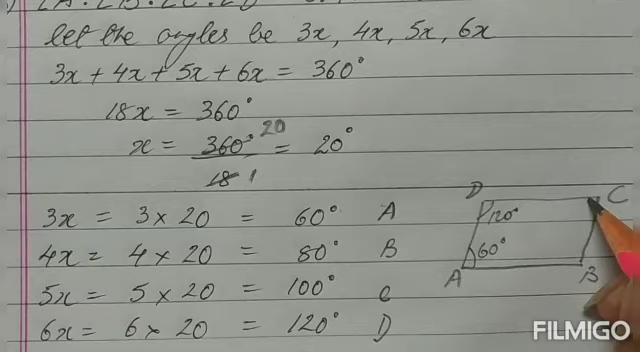 ) ∠A : ∠B : ∠C : ∠D
let the angles be 3x, 4x, 5x, 6x
3x + 4x + 5x + 6x = 360°
18x = 360°
x = 360° 20 = 20°
18 1
3x = 3 × 20 = 60° A
4x = 4 × 20 = 80° B
5x = 5 × 20 = 100° C
6x = 6 × 20 = 120° D
D C
120°
60°
A B
FILMIGO